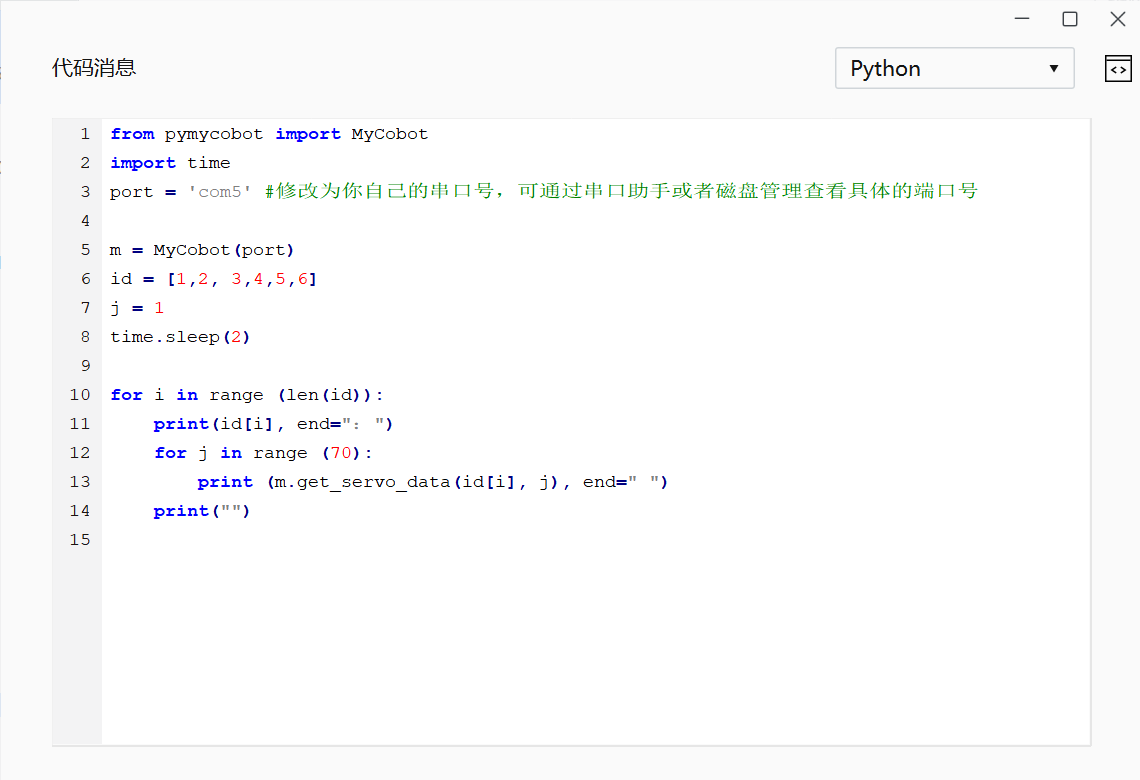 代码消息
Python
1 from pymycobot import MyCobot
2 import time
3 port = 'com5' #修改为你自己的串口号，可通过串口助手或者磁盘管理查看具体的端口号
4
5 m = MyCobot(port)
6 id = [1,2, 3,4,5,6]
7 j = 1
8 time.sleep(2)
9
10 for i in range (len(id)):
11     print(id[i], end="： ")
12     for j in range (70):
13         print (m.get_servo_data(id[i], j), end=" ")
14     print("")
15